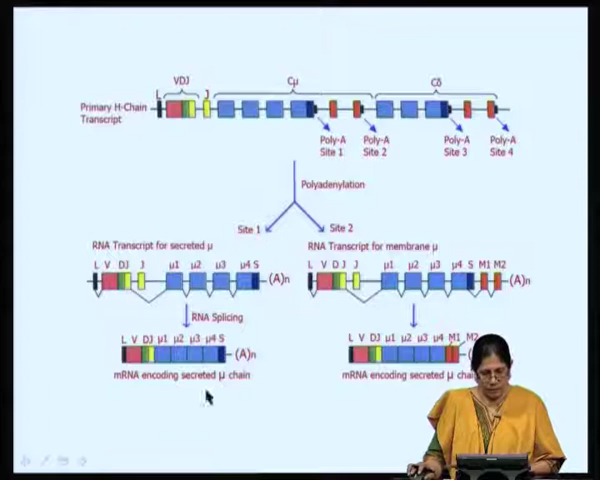 VDJ
Cμ
Cδ
L
J
Primary H-Chain
Transcript
Poly-A
Site 1
Poly-A
Site 2
Poly-A
Site 3
Poly-A
Site 4
Polyadenylation
Site 1
Site 2
RNA Transcript for secreted μ
RNA Transcript for membrane μ
L V DJ J μ1 μ2 μ3 μ4 S
(A)n
L V DJ J μ1 μ2 μ3 μ4 S M1 M2
(A)n
RNA Splicing
L V DJ μ1 μ2 μ3 μ4 S
(A)n
L V DJ μ1 μ2 μ3 μ4 M1 M2
mRNA encoding secreted μ chain
mRNA encoding secreted μ